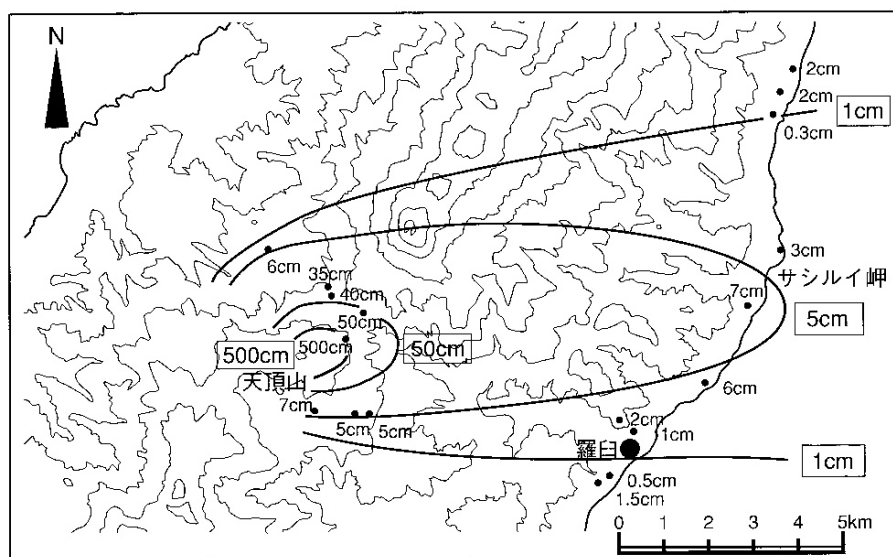 N
2cm
2cm
1cm
0.3cm
3cm
サシルイ岬
6cm
35cm
40cm
7cm
5cm
50cm
500cm
500cm
50cm
天頂山
7cm
6cm
5cm
5cm
2cm
1cm
羅臼
1cm
0.5cm
1.5cm
0 1 2 3 4 5km